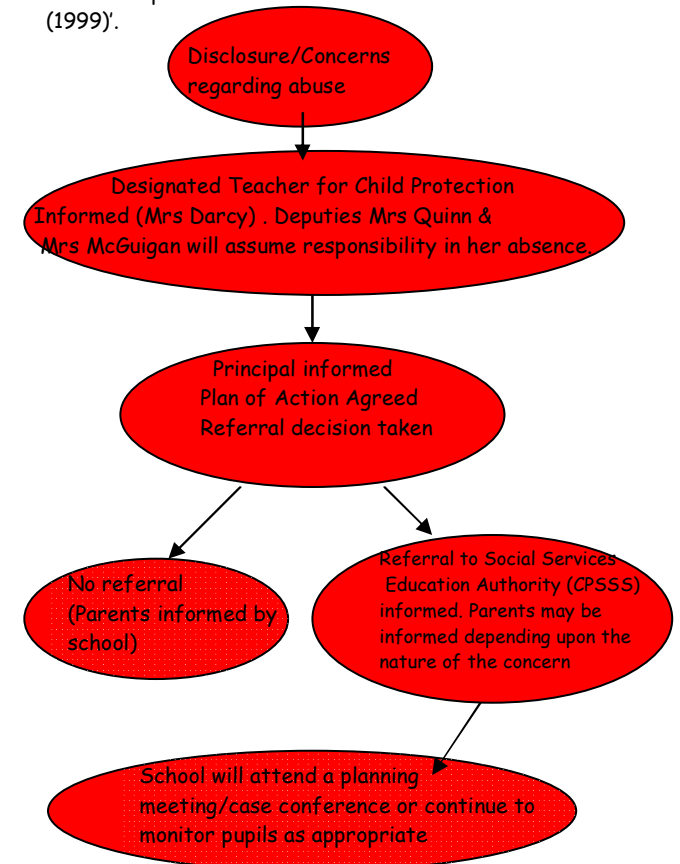 (1999)'.
Disclosure/Concerns
regarding abuse
Designated Teacher for Child Protection
Informed (Mrs Darcy) . Deputies Mrs Quinn &
Mrs McGuigan will assume responsibility in her absence.
Principal informed
Plan of Action Agreed
Referral decision taken
No referral
(Parents informed by
school)
Referral to Social Services
Education Authority (CPSSS)
informed. Parents may be
informed depending upon the
nature of the concern
School will attend a planning
meeting/case conference or continue to
monitor pupils as appropriate